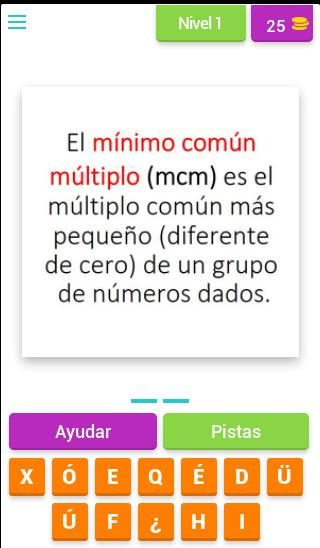 Nivel 1
25
El mínimo común
múltiplo (mcm) es el
múltiplo común más
pequeño (diferente
de cero) de un grupo
de números dados.
Ayudar
Pistas
X Ó E Q É D Ü
Ú F ¿ H I